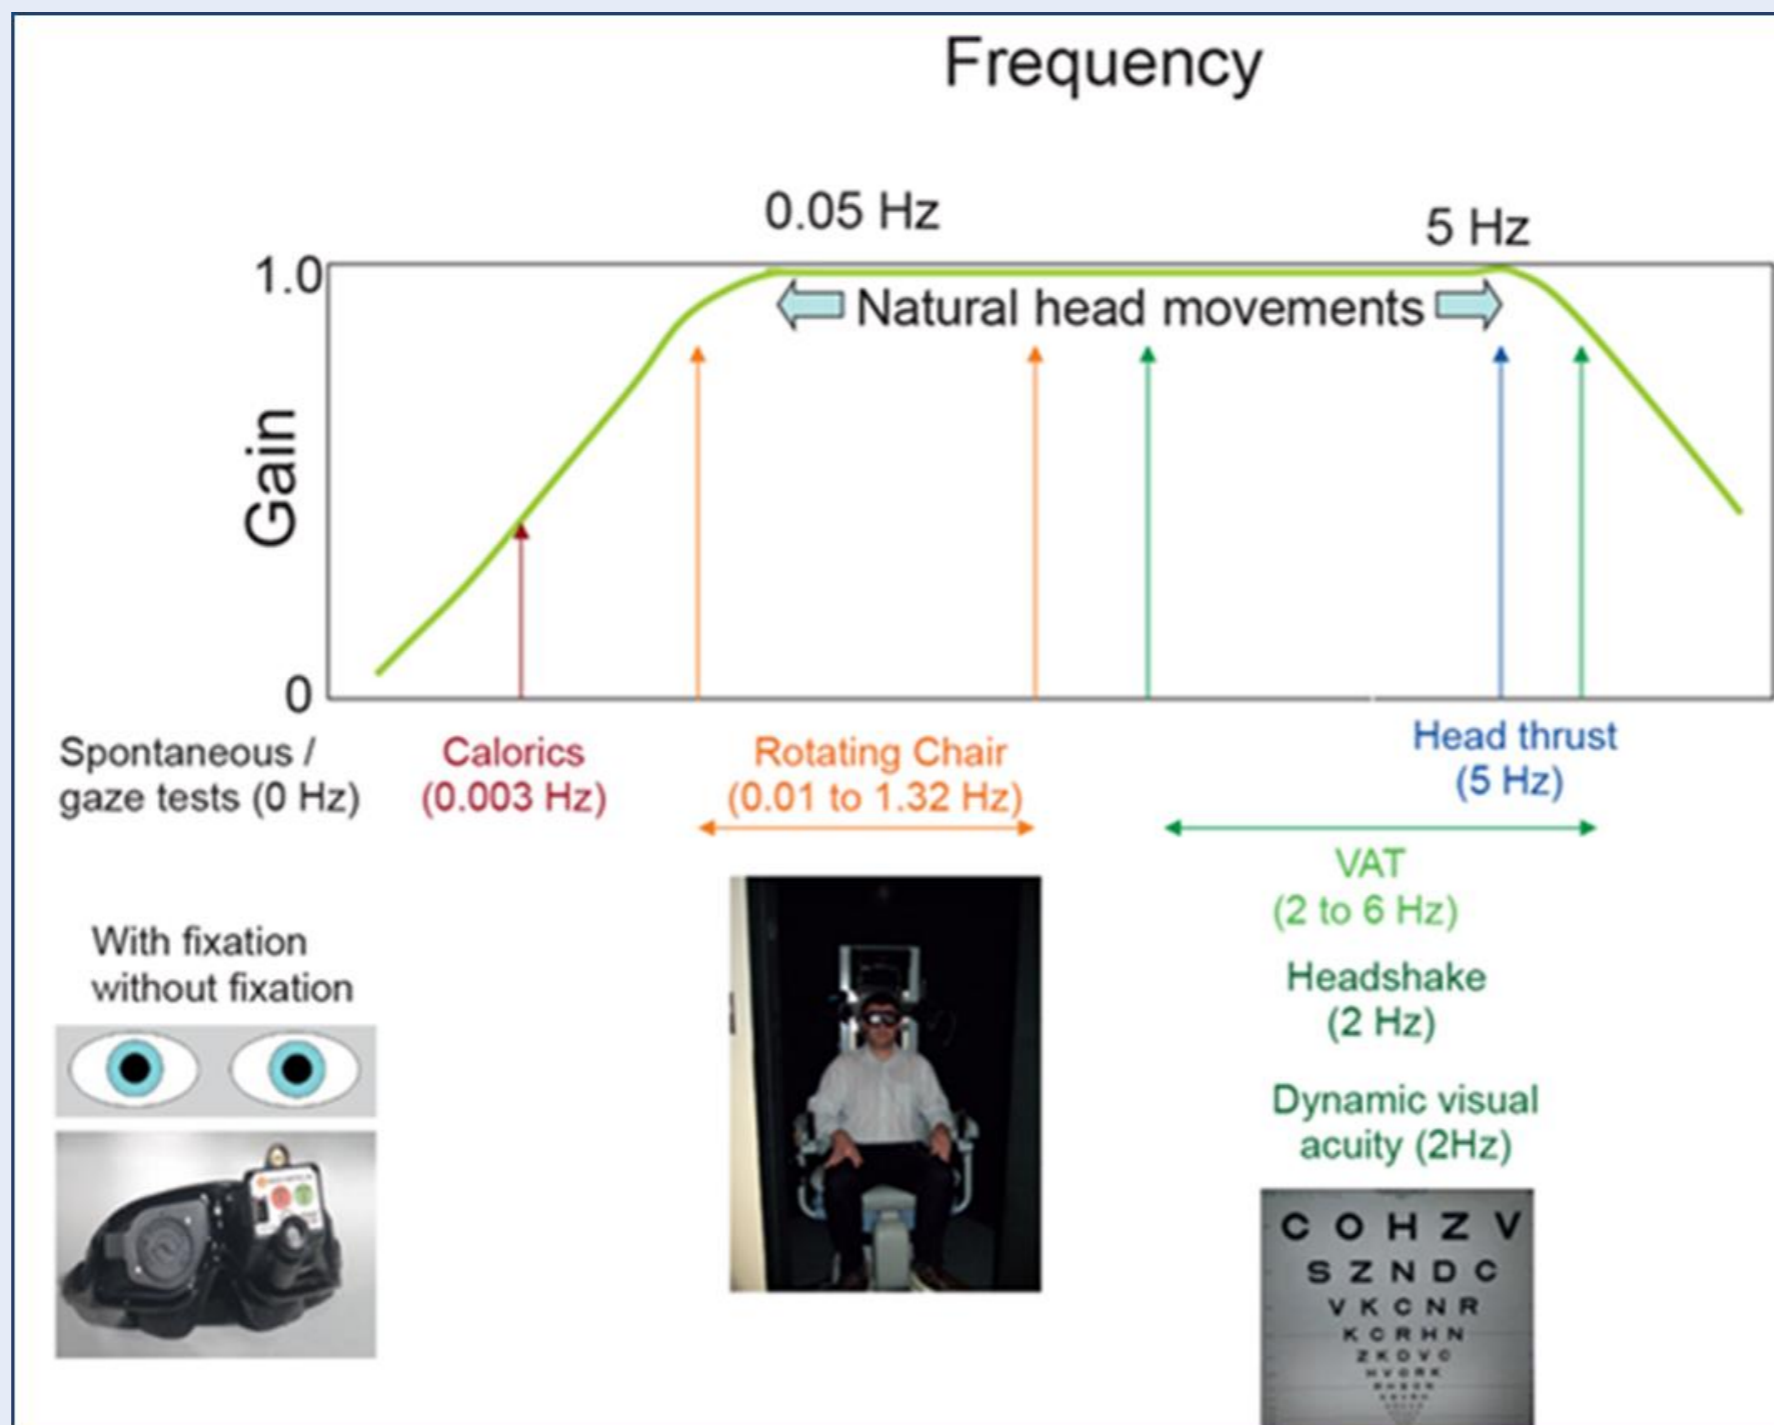 Frequency
0.05 Hz
5 Hz
1.0
Natural head movements
Gain
0
Spontaneous /
gaze tests (0 Hz)
Calorics
(0.003 Hz)
Rotating Chair
(0.01 to 1.32 Hz)
Head thrust
(5 Hz)
VAT
(2 to 6 Hz)
With fixation
without fixation
Headshake
(2 Hz)
Dynamic visual
acuity (2Hz)
C O H Z V
S Z N D C
V K C N R
K C R H N
Z K D V C
H V O R K